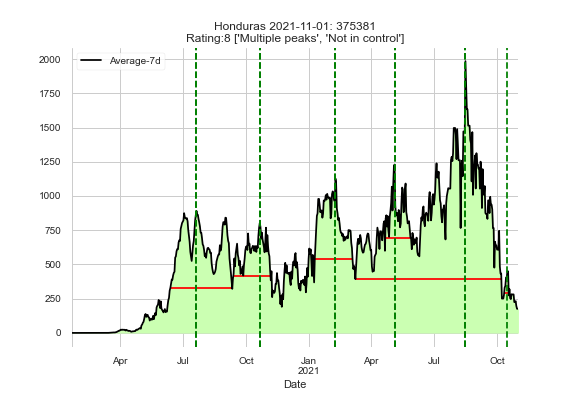 Honduras 2021-11-01: 375381
Rating:8 ['Multiple peaks', 'Not in control']
Average-7d
2000
1750
1500
1250
1000
750
500
250
0
Apr Jul Oct Jan Apr Jul Oct
2021
Date